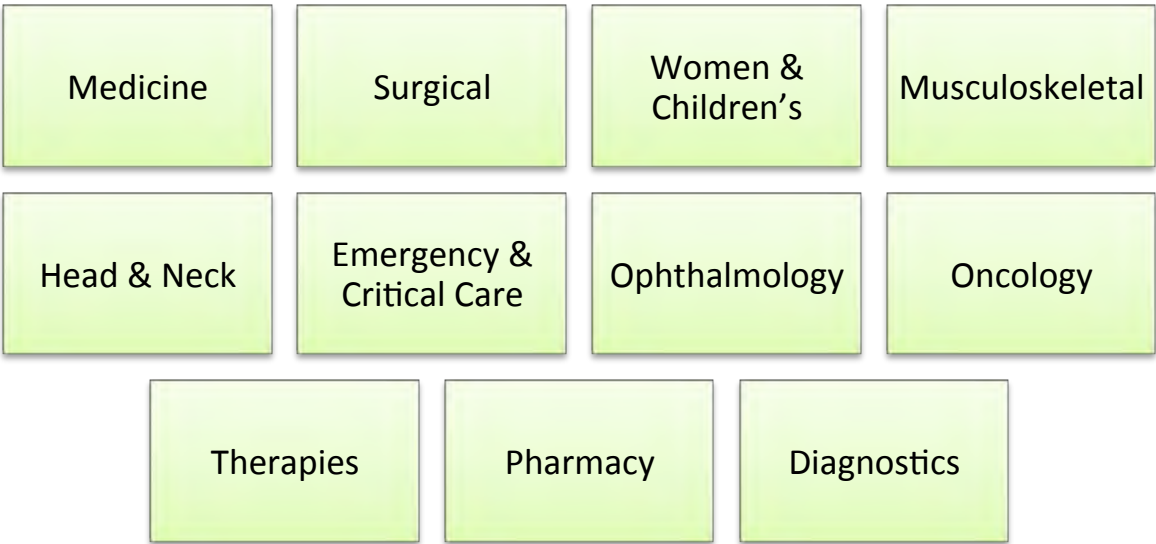 Medicine
Surgical
Women &
Children’s
Musculoskeletal
Head & Neck
Emergency &
Critical Care
Ophthalmology
Oncology
Therapies
Pharmacy
Diagnostics